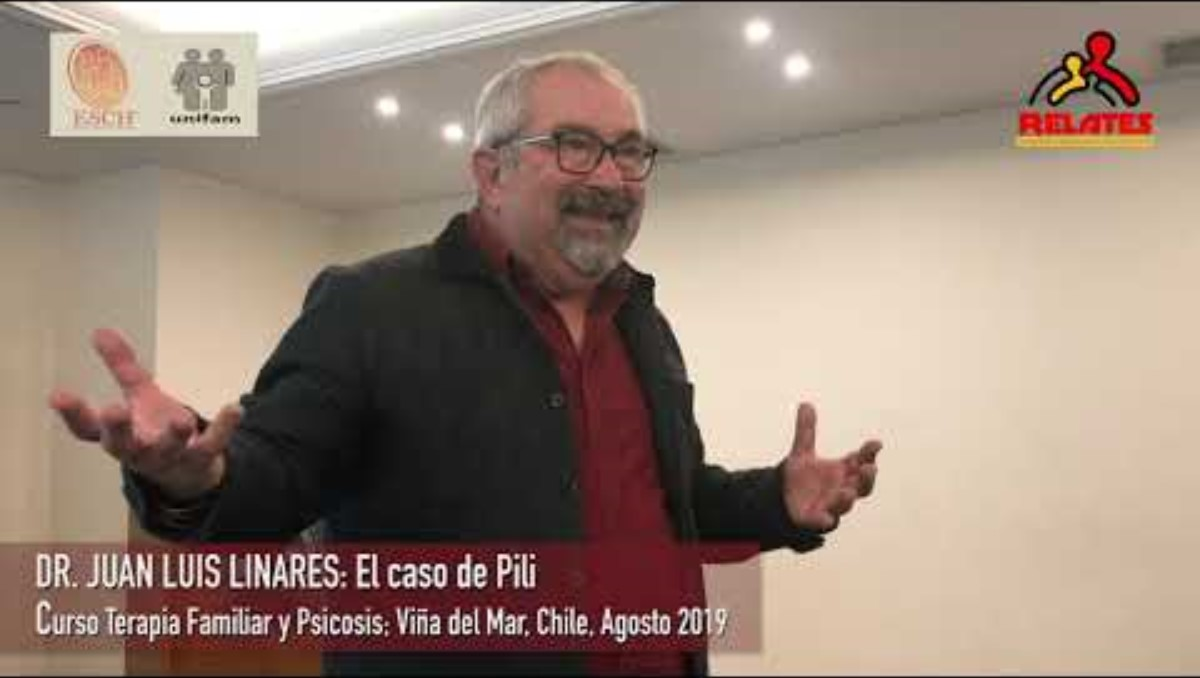 ESCH
unifam
RELATES
DR. JUAN LUIS LINARES: El caso de Pili
Curso Terapia Familiar y Psicosis; Viña del Mar, Chile, Agosto 2019